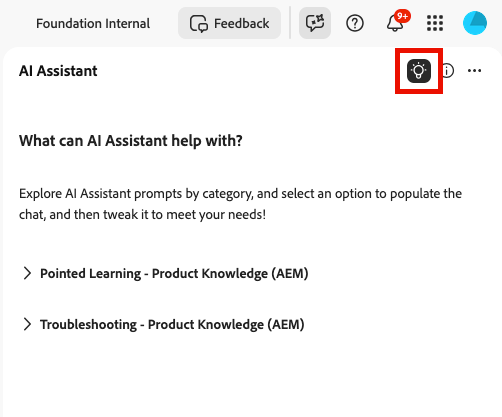 Foundation Internal
Feedback
9+
AI Assistant
What can AI Assistant help with?
Explore AI Assistant prompts by category, and select an option to populate the
chat, and then tweak it to meet your needs!
Pointed Learning - Product Knowledge (AEM)
Troubleshooting - Product Knowledge (AEM)